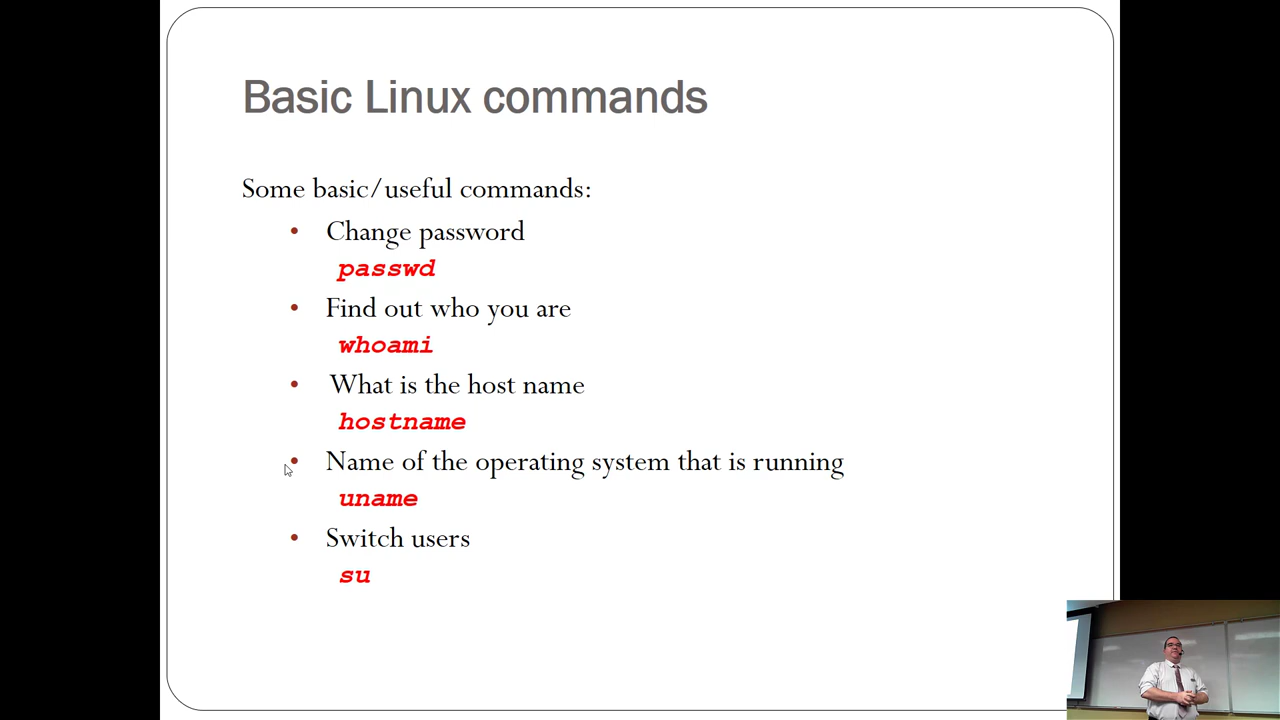 Basic Linux commands
Some basic/useful commands:
• Change password
passwd
• Find out who you are
whoami
• What is the host name
hostname
• Name of the operating system that is running
uname
• Switch users
su